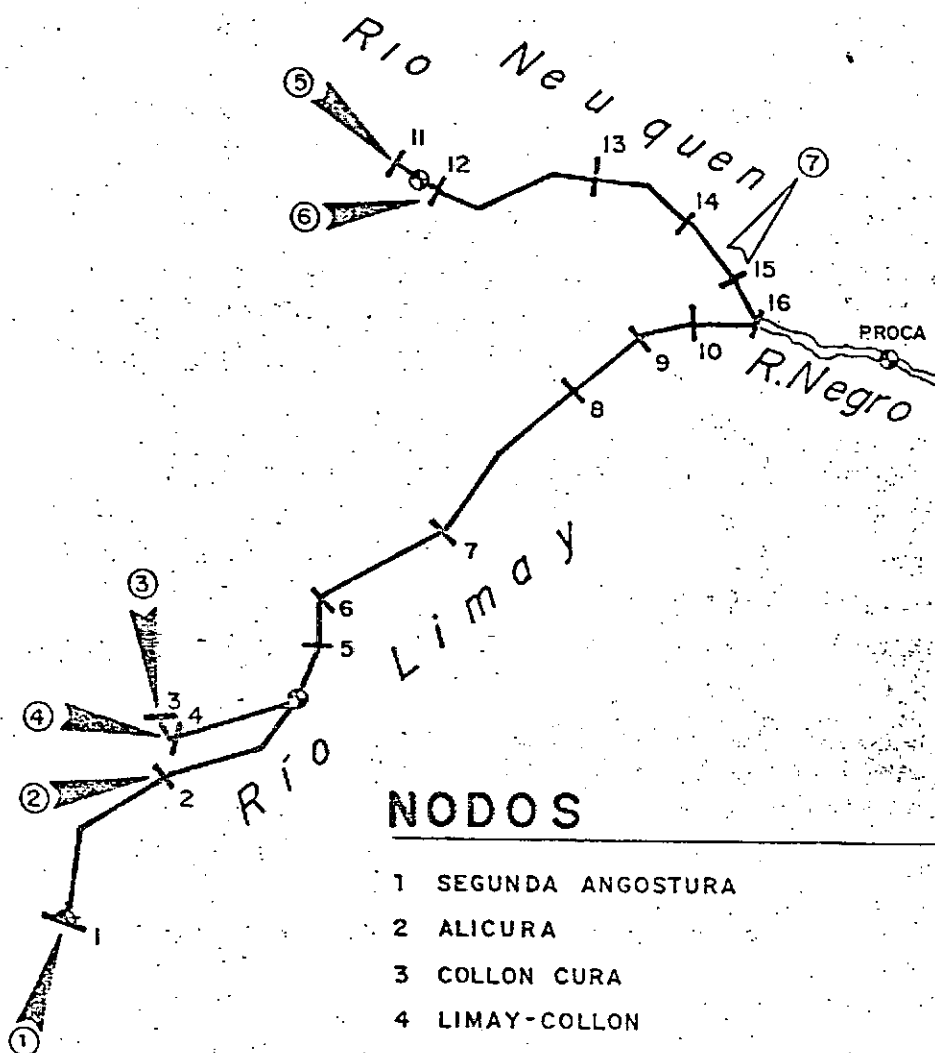 Rio Neuquen
5
11
12
6
13
7
14
15
16
PROCA
R. Negro
10
9
8
7
Río Limay
6
5
3
3
4
4
2
2
1
1
NODOS
1 SEGUNDA ANGOSTURA
2 ALICURA
3 COLLON CURA
4 LIMAY-COLLON